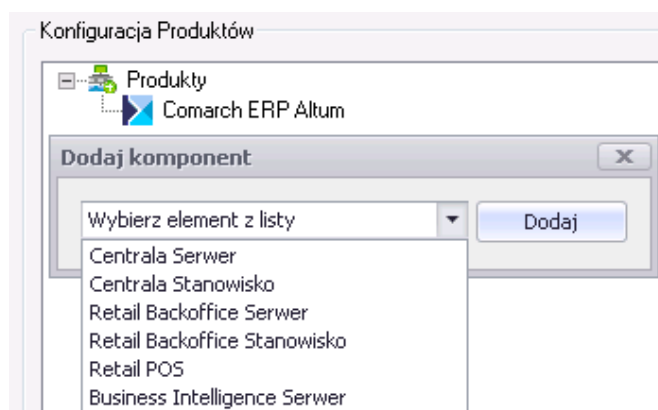 Konfiguracja Produktów
Produkty
Comarch ERP Altum
Dodaj komponent
Wybierz element z listy
Dodaj
Centrala Serwer
Centrala Stanowisko
Retail Backoffice Serwer
Retail Backoffice Stanowisko
Retail POS
Business Intelligence Serwer